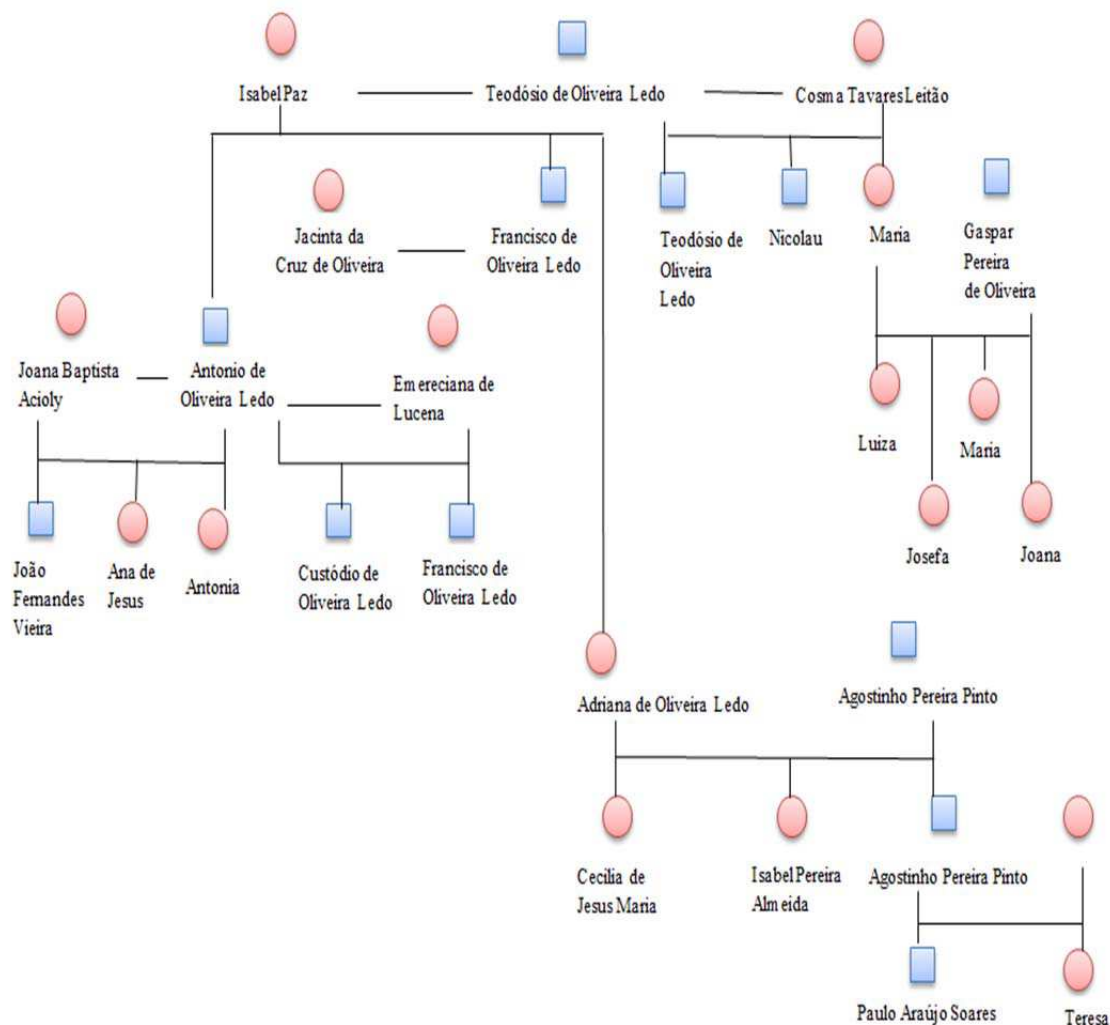 Isabel Paz
Teodósio de Oliveira Ledo
Cosma Tavares Leitão
Jacinta da
Cruz de Oliveira
Francisco de
Oliveira Ledo
Teodósio de
Oliveira
Ledo
Nicolau
Maria
Gaspar
Pereira
de Oliveira
Joana Baptista
Acioly
Antonio de
Oliveira Ledo
Emereciana de
Lucena
Luiza
Maria
Josefa
Joana
João
Fernandes
Vieira
Ana de
Jesus
Antonia
Custódio de
Oliveira Ledo
Francisco de
Oliveira Ledo
Adriana de Oliveira Ledo
Agostinho Pereira Pinto
Cecilia de
Jesus Maria
Isabel Pereira
Almeida
Agostinho Pereira Pinto
Paulo Araújo Soares
Teresa